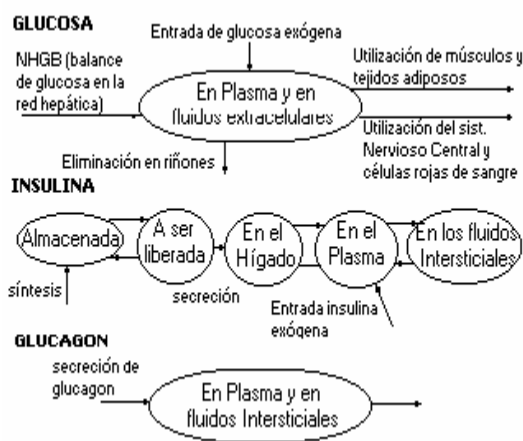 GLUCOSA
Entrada de glucosa exógena
NHGB (balance
de glucosa en la
red hepática)
En Plasma y en
fluidos extracelulares
Utilización de músculos y
tejidos adiposos
Utilización del sist.
Nervioso Central y
células rojas de sangre
Eliminación en riñones
INSULINA
Almacenada
A ser
liberada
En el
Hígado
En el
Plasma
En los fluidos
Intersticiales
síntesis
secreción
Entrada insulina
exógena
GLUCAGON
secreción de
glucagon
En Plasma y en
fluidos Intersticiales